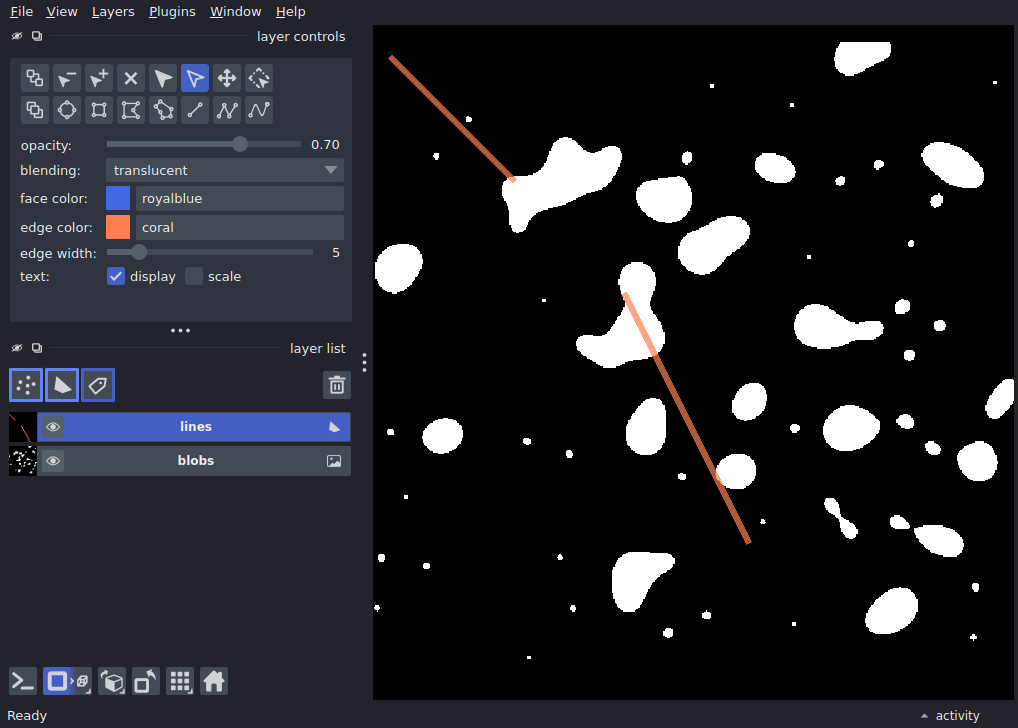 File View Layers Plugins Window Help
layer controls
opacity: 0.70
blending: translucent
face color: royalblue
edge color: coral
edge width: 5
text: display scale
layer list
lines
blobs
Ready
activity